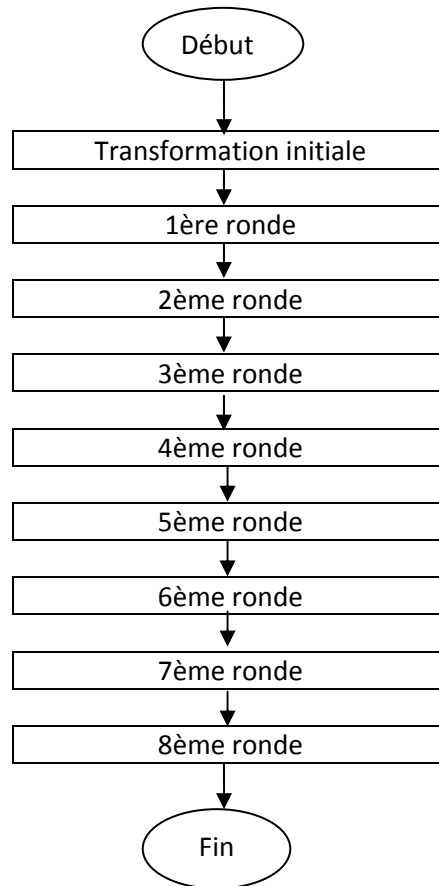 Début
Transformation initiale
1ère ronde
2ème ronde
3ème ronde
4ème ronde
5ème ronde
6ème ronde
7ème ronde
8ème ronde
Fin